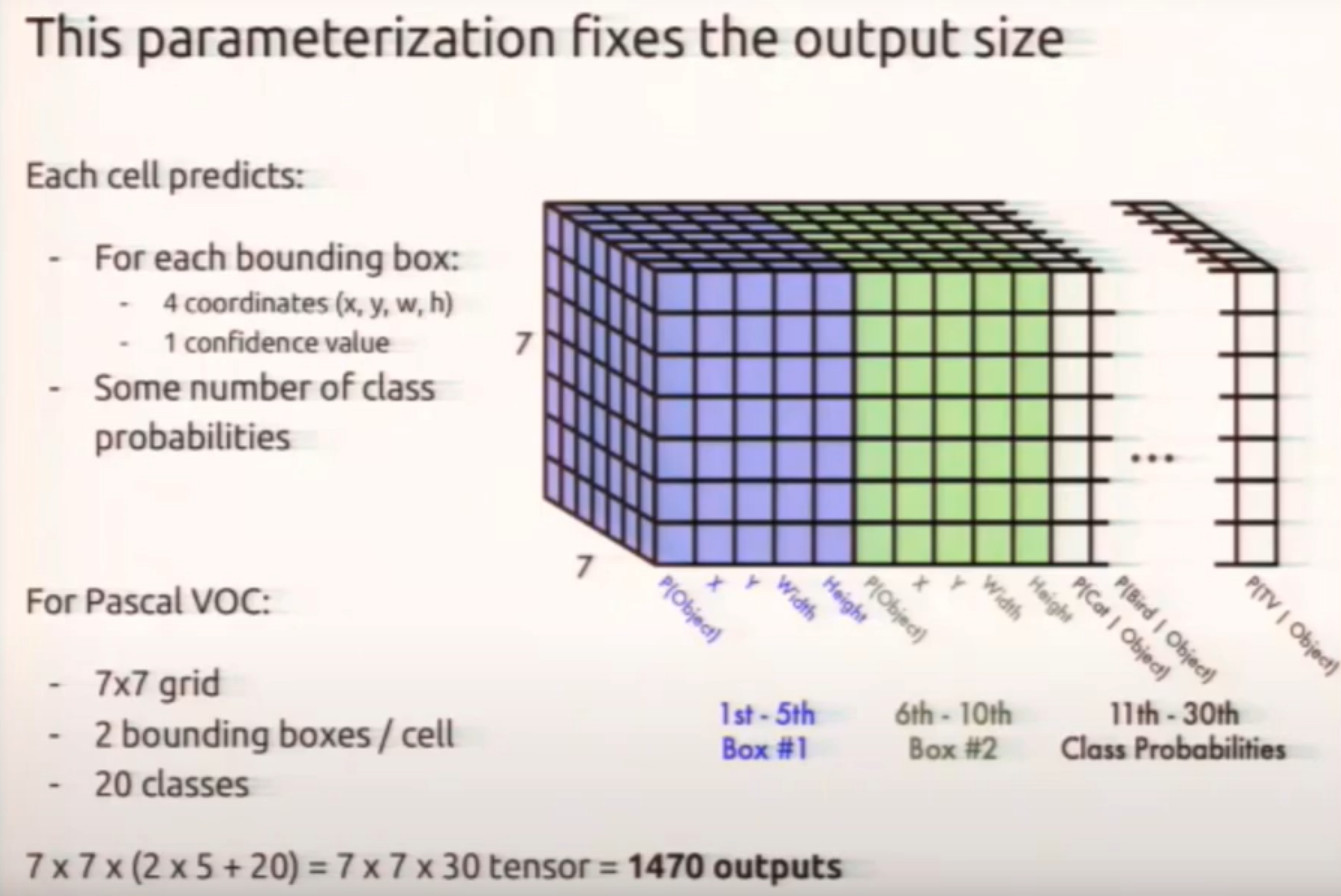 This parameterization fixes the output size
Each cell predicts:
- For each bounding box:
- 4 coordinates (x, y, w, h)
- 1 confidence value
- Some number of class
probabilities
For Pascal VOC:
- 7x7 grid
- 2 bounding boxes / cell
- 20 classes
7 x 7 x (2 x 5 + 20) = 7 x 7 x 30 tensor = 1470 outputs
7
7
P(Object)
X
Y
Width
Height
P(Object)
X
Y
Width
Height
P(Cat | Object)
P(Bird | Object)
...
P(TV | Object)
1st - 5th
Box #1
6th - 10th
Box #2
11th - 30th
Class Probabilities